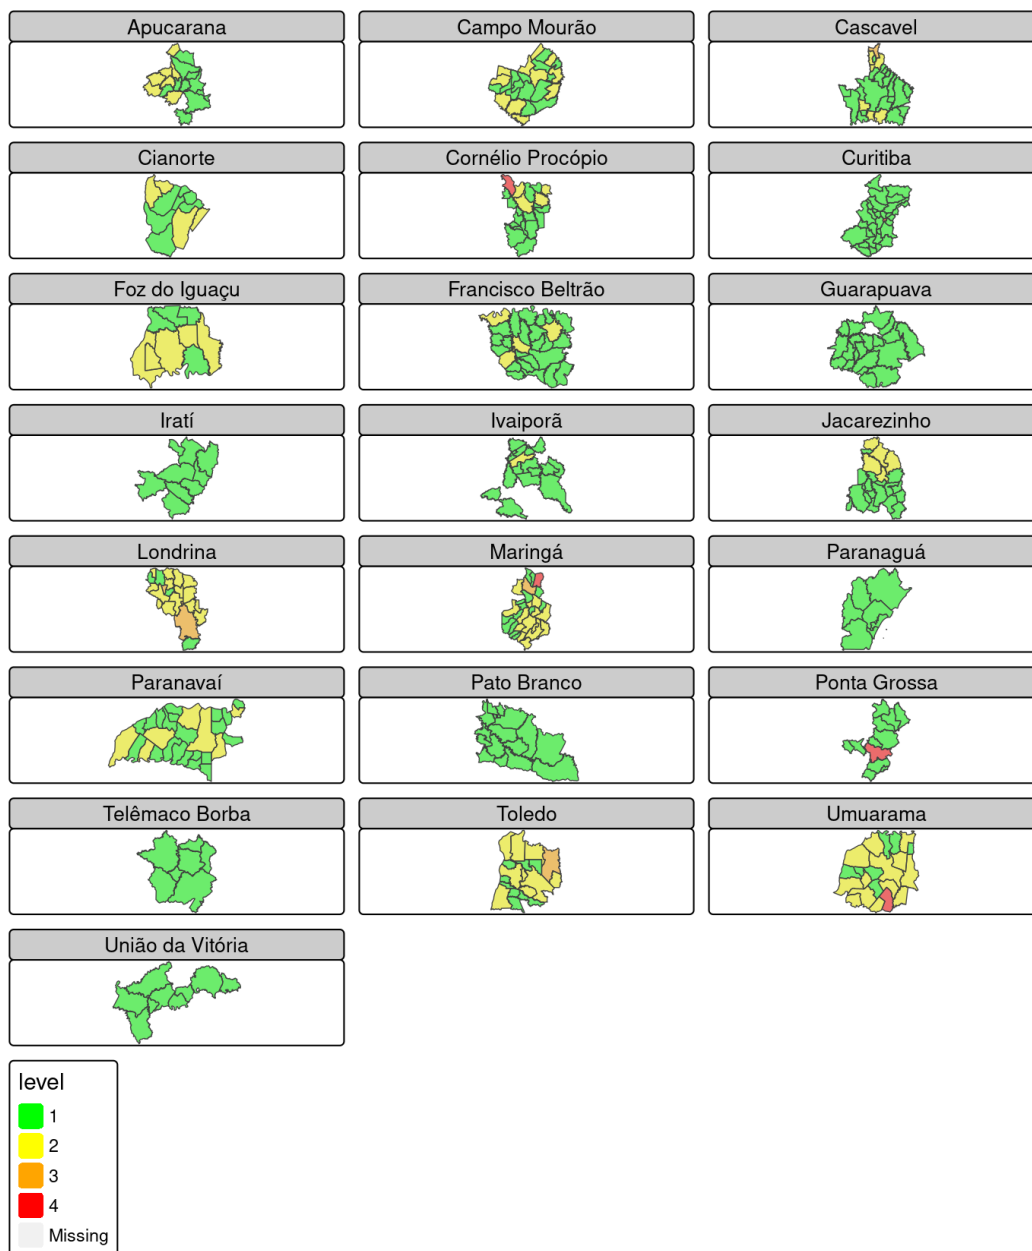 Apucarana
Campo Mourão
Cascavel
Cianorte
Cornélio Procópio
Curitiba
Foz do Iguaçu
Francisco Beltrão
Guarapuava
Iratí
Ivaiporã
Jacarezinho
Londrina
Maringá
Paranaguá
Paranavaí
Pato Branco
Ponta Grossa
Telêmaco Borba
Toledo
Umuarama
União da Vitória
level
1
2
3
4
Missing